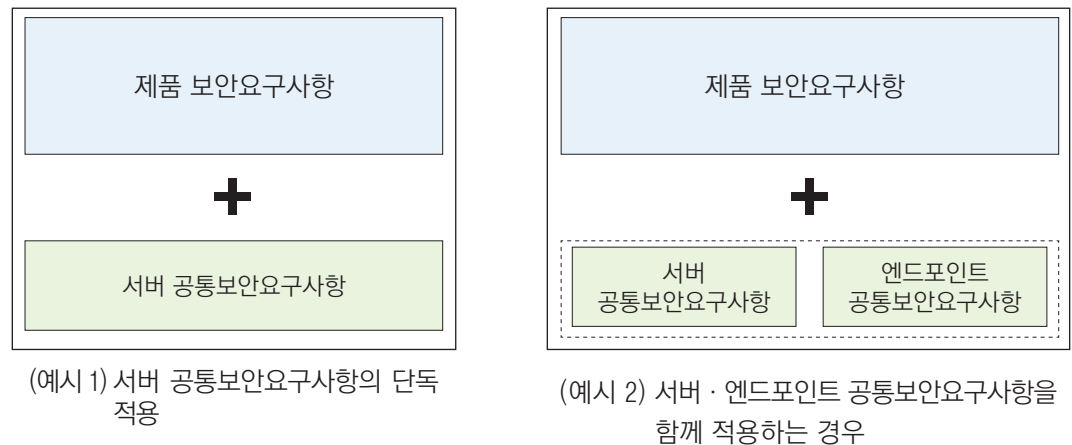 제품 보안요구사항
서버 공통보안요구사항
(예시 1) 서버 공통보안요구사항의 단독
적용
제품 보안요구사항
서버
공통보안요구사항
엔드포인트
공통보안요구사항
(예시 2) 서버 · 엔드포인트 공통보안요구사항을
함께 적용하는 경우